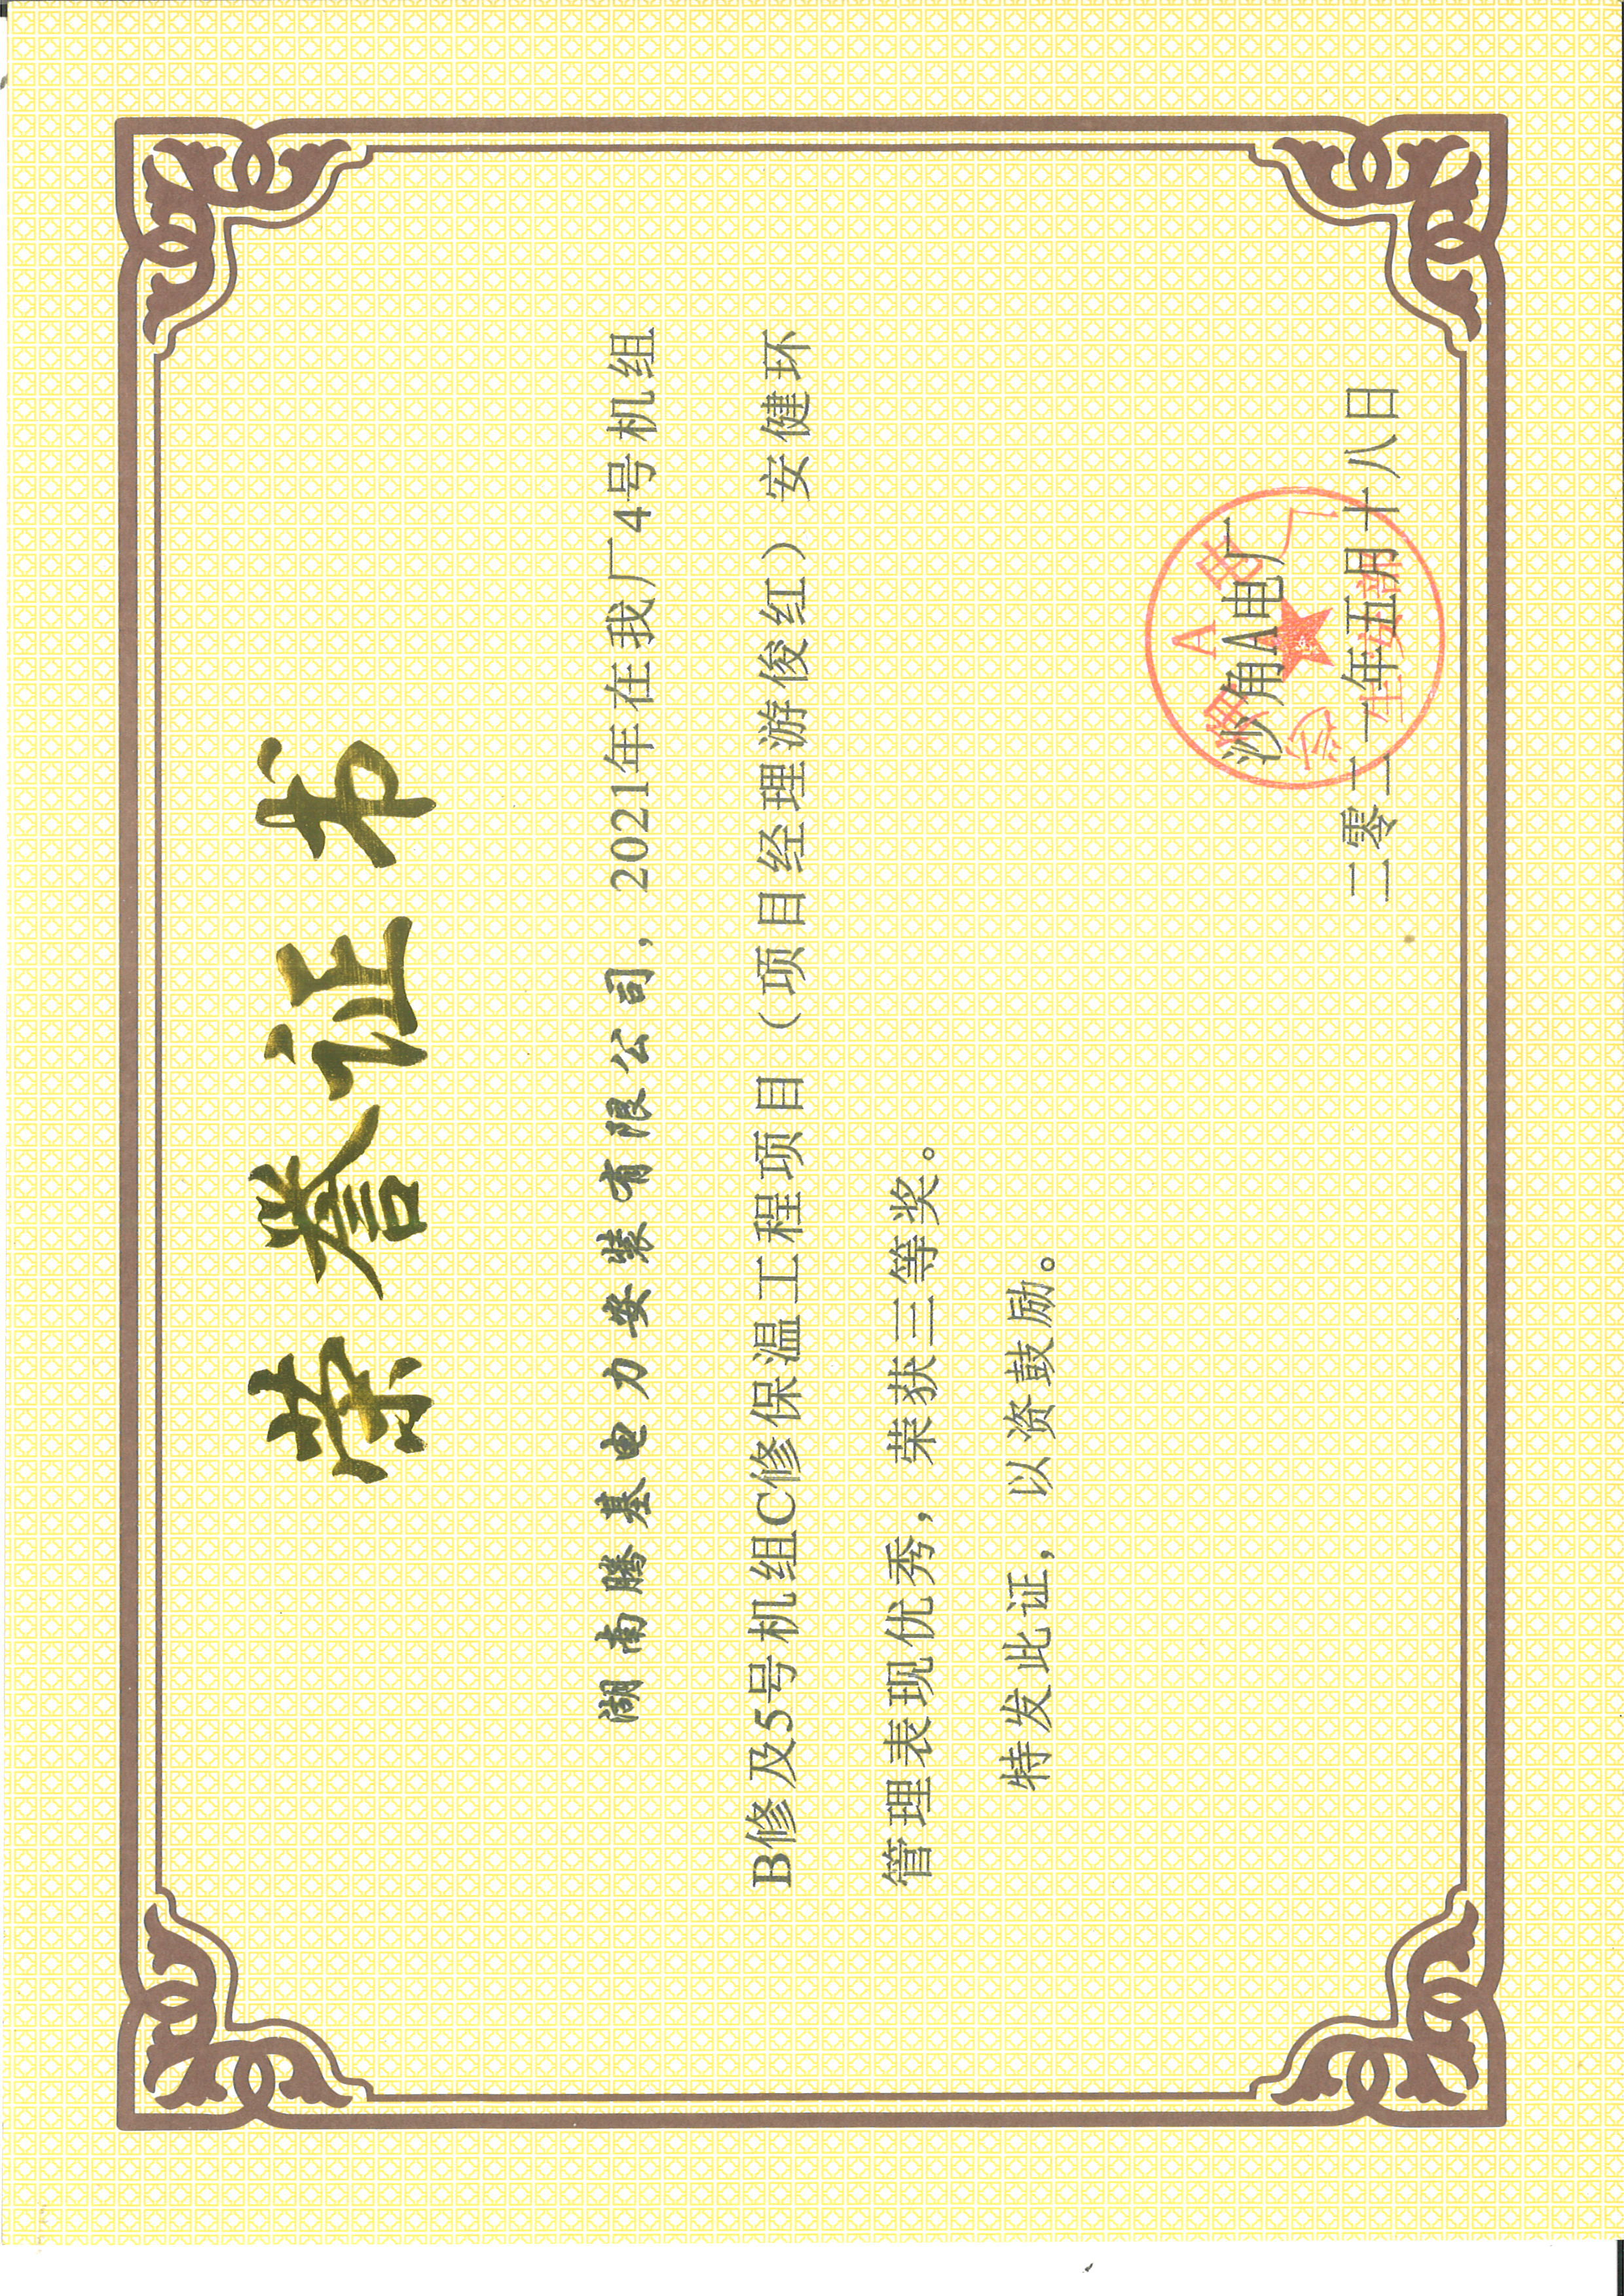 荣誉证书
湖南腾基电力安装有限公司，2021年在我厂4号机组
B修及5号机组C修保温工程项目（项目经理游俊红）安健环
管理表现优秀，荣获三等奖。
特发此证，以资鼓励。
沙角A电厂
沙角A电厂
二零二一年五月十八日
生安部